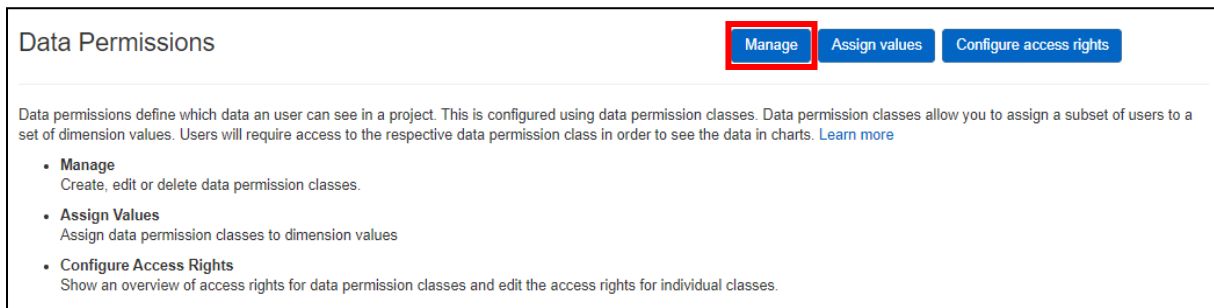 Data Permissions
Manage
Assign values
Configure access rights
Data permissions define which data an user can see in a project. This is configured using data permission classes. Data permission classes allow you to assign a subset of users to a
set of dimension values. Users will require access to the respective data permission class in order to see the data in charts. Learn more
• Manage
Create, edit or delete data permission classes.
• Assign Values
Assign data permission classes to dimension values
• Configure Access Rights
Show an overview of access rights for data permission classes and edit the access rights for individual classes.